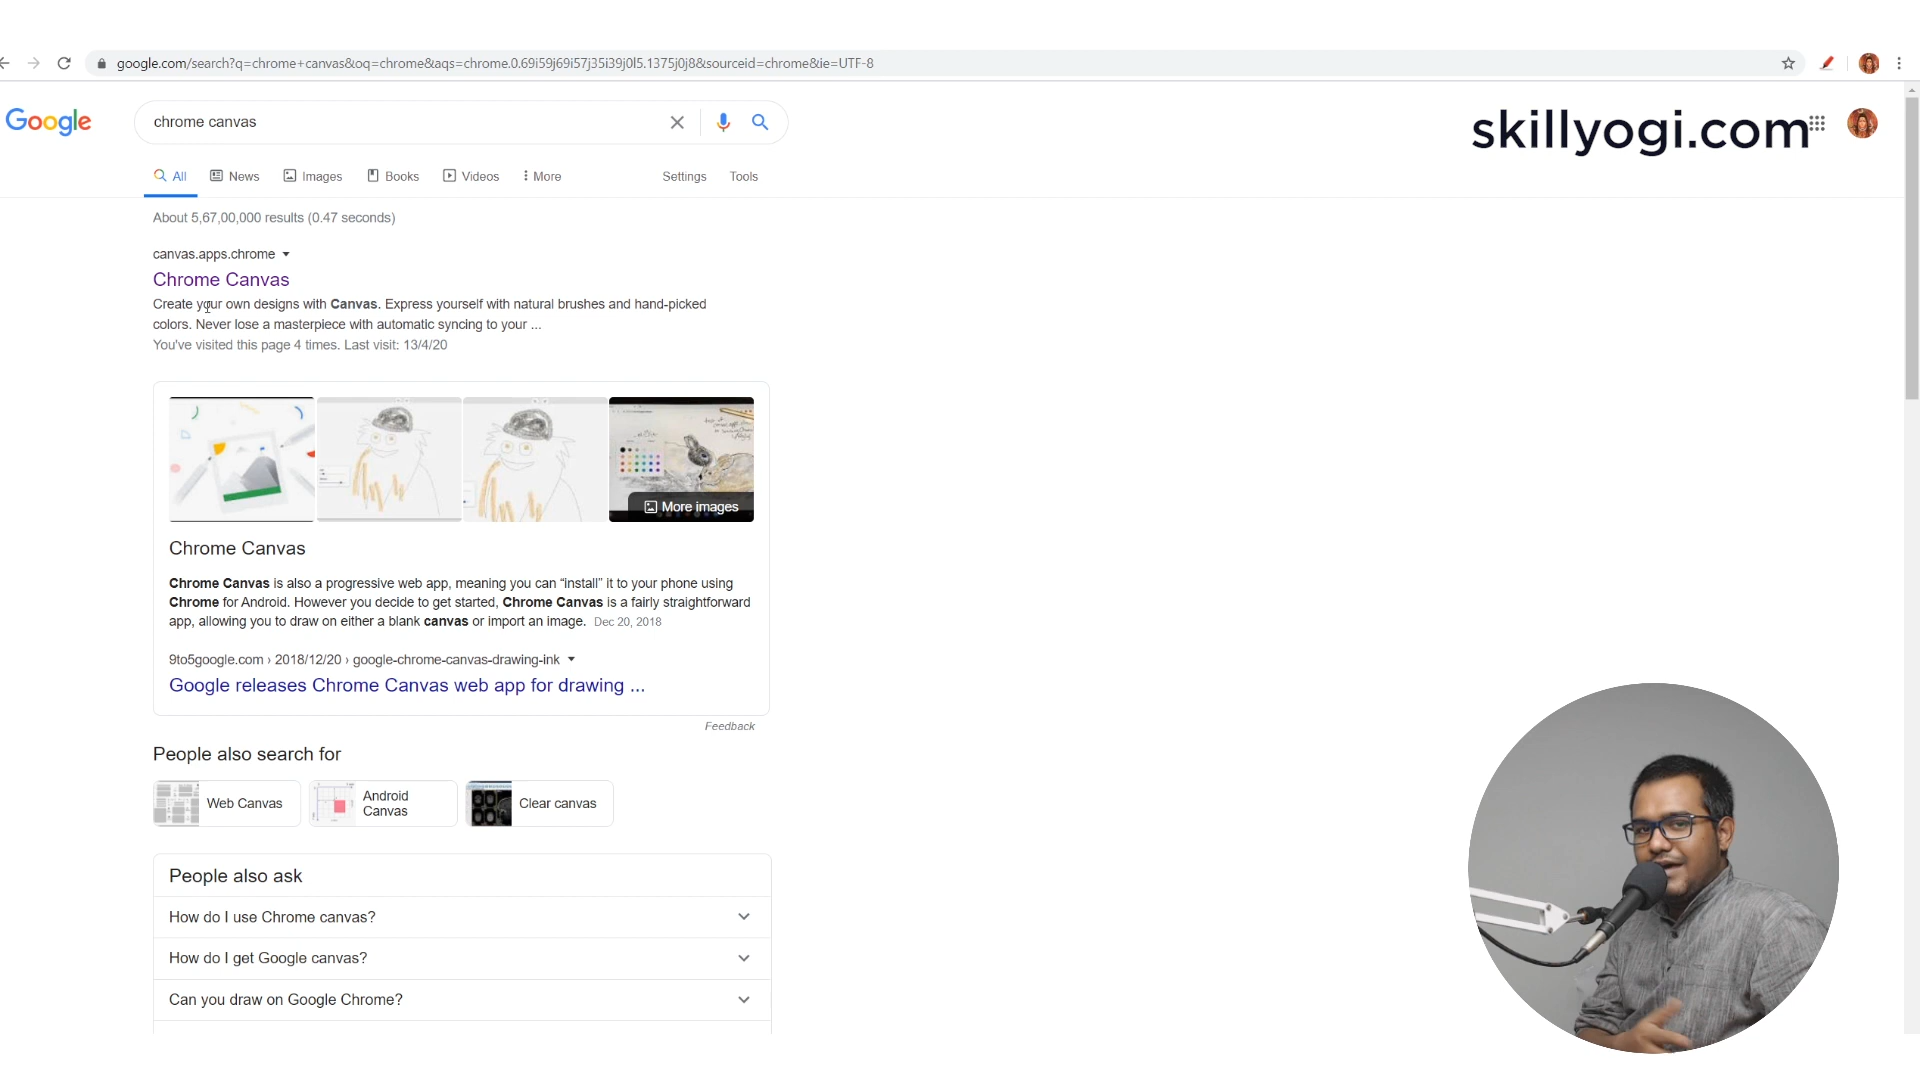 google.com/search?q=chrome+canvas&oq=chrome&aqs=chrome.0.69i59j69i57j35i39j0l5.1375j0j8&sourceid=chrome&ie=UTF-8
Google
chrome canvas
skillyogi.com
All
News
Images
Books
Videos
More
Settings
Tools
About 5,67,00,000 results (0.47 seconds)
canvas.apps.chrome
Chrome Canvas
Create your own designs with Canvas. Express yourself with natural brushes and hand-picked
colors. Never lose a masterpiece with automatic syncing to your ...
You've visited this page 4 times. Last visit: 13/4/20
More images
Chrome Canvas
Chrome Canvas is also a progressive web app, meaning you can “install” it to your phone using
Chrome for Android. However you decide to get started, Chrome Canvas is a fairly straightforward
app, allowing you to draw on either a blank canvas or import an image. Dec 20, 2018
9to5google.com › 2018/12/20 › google-chrome-canvas-drawing-ink
Google releases Chrome Canvas web app for drawing ...
Feedback
People also search for
Web Canvas
Android
Canvas
Clear canvas
People also ask
How do I use Chrome canvas?
How do I get Google canvas?
Can you draw on Google Chrome?